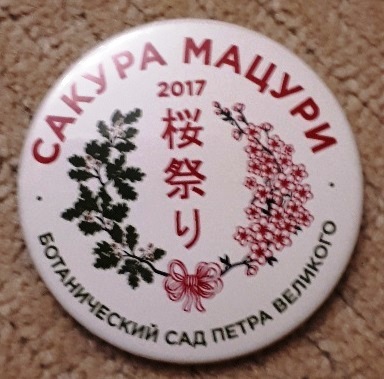 САКУРА МАЦУРИ
2017
桜祭り
БОТАНИЧЕСКИЙ САД ПЕТРА ВЕЛИКОГО